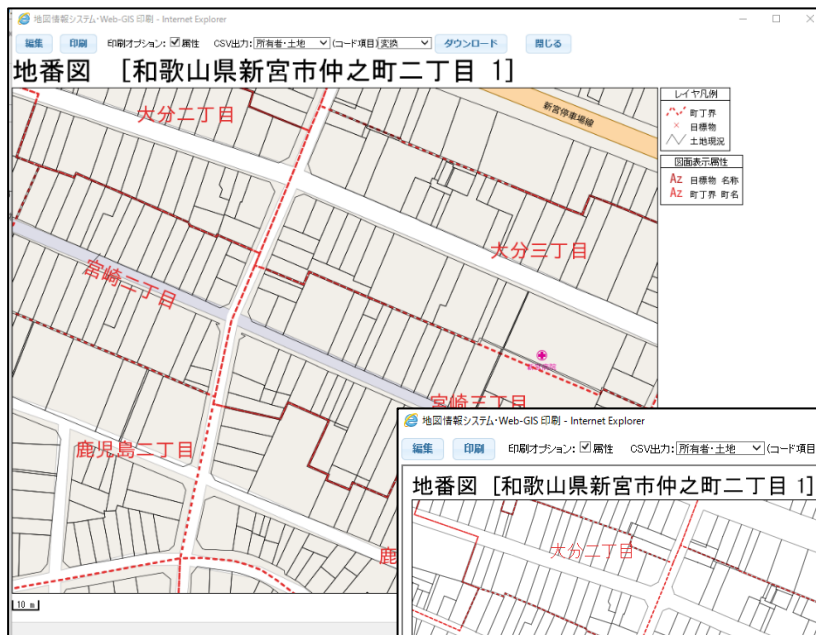 地図情報システム・Web-GIS 印刷 - Internet Explorer
編集 印刷 印刷オプション: 属性 CSV出力: 所有者・土地 (コード項目) 変換 ダウンロード 閉じる
地番図 [和歌山県新宮市仲之町二丁目 1]
レイヤ凡例
町丁界
目標物
土地現況
図面表示属性
Az 目標物 名称
Az 町丁界 町名
大分二丁目
新宮停車場線
大分三丁目
宮崎二丁目
宮崎三丁目
鹿児島二丁目
鹿
10 m
地図情報システム・Web-GIS 印刷 - Internet Explorer
編集 印刷 印刷オプション: 属性 CSV出力: 所有者・土地 (コード項目
地番図 [和歌山県新宮市仲之町二丁目 1]
大分二丁目